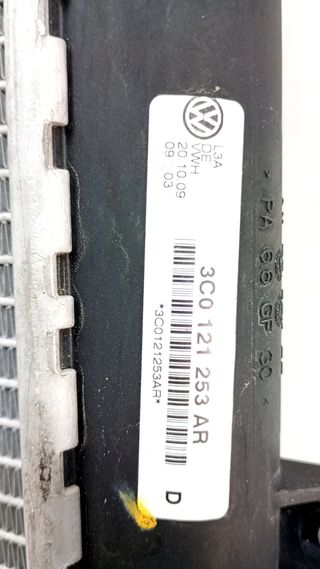 L3A
DE
VWH
20.10.09
09:03
3C0 121 253 AR
*3C0121253AR*
D
> PA 66 GF 30 <